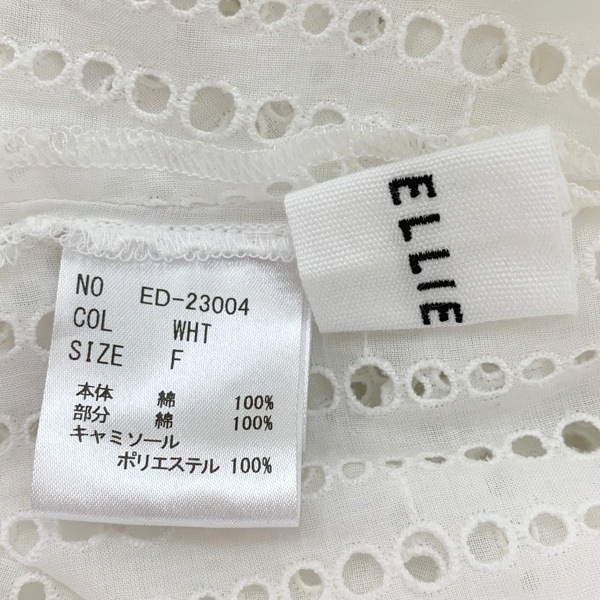 NO ED-23004
COL WHT
SIZE F
本体 綿 100%
部分 綿 100%
キャミソール
ポリエステル 100%
ELLIE